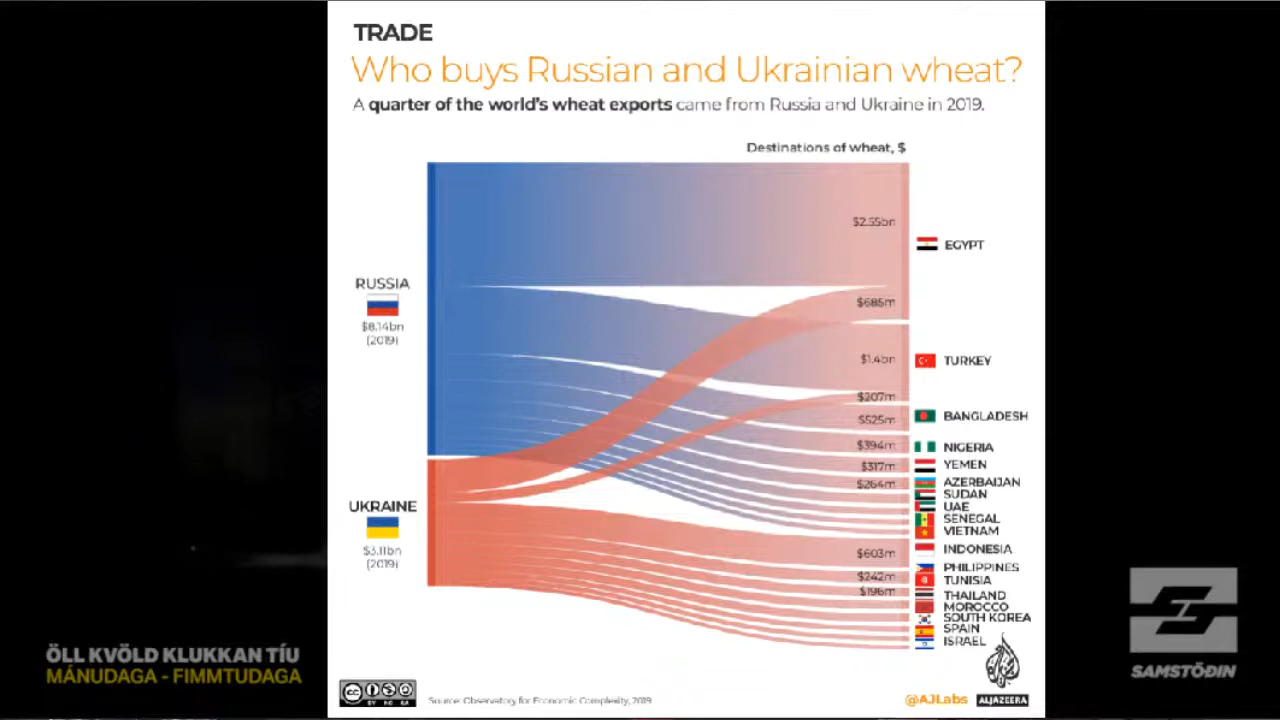 TRADE
Who buys Russian and Ukrainian wheat?
A quarter of the world's wheat exports came from Russia and Ukraine in 2019.
Destinations of wheat, $
$2.55bn
EGYPT
RUSSIA
$8.14bn
(2019)
$685m
$1.4bn
TURKEY
$207m
$525m
BANGLADESH
$394m
NIGERIA
$317m
YEMEN
$264m
AZERBAIJAN
SUDAN
UAE
SENEGAL
VIETNAM
UKRAINE
$3.11bn
(2019)
$603m
INDONESIA
PHILIPPINES
$242m
TUNISIA
$196m
THAILAND
MOROCCO
SOUTH KOREA
SPAIN
ISRAEL
ÖLL KVÖLD KLUKKAN TÍU
MÁNUDAGA - FIMMTUDAGA
SAMSTÖÐIN
CC
BY NC SA
Source: Observatory for Economic Complexity, 2019
@AJLabs
ALJAZEERA